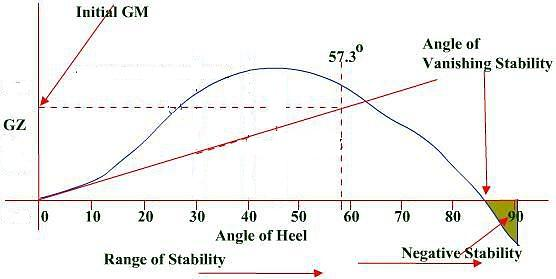 Initial GM
57.3⁰
Angle of
Vanishing Stability
GZ
0 10 20 30 40 50 60 70 80 90
Angle of Heel
Range of Stability
Negative Stability